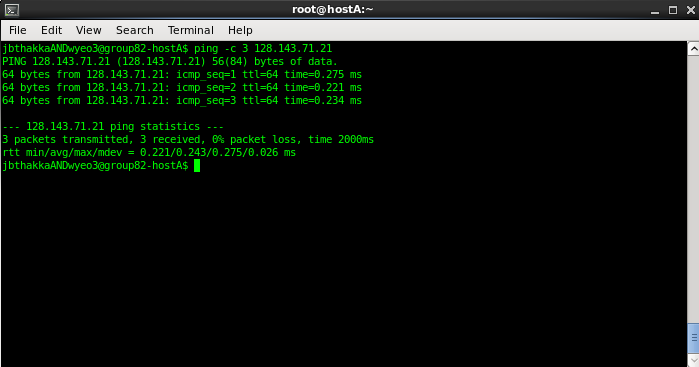 root@hostA:~
File Edit View Search Terminal Help
jbthakkaANDwyeo3@group82-hostA$ ping -c 3 128.143.71.21
PING 128.143.71.21 (128.143.71.21) 56(84) bytes of data.
64 bytes from 128.143.71.21: icmp_seq=1 ttl=64 time=0.275 ms
64 bytes from 128.143.71.21: icmp_seq=2 ttl=64 time=0.221 ms
64 bytes from 128.143.71.21: icmp_seq=3 ttl=64 time=0.234 ms
--- 128.143.71.21 ping statistics ---
3 packets transmitted, 3 received, 0% packet loss, time 2000ms
rtt min/avg/max/mdev = 0.221/0.243/0.275/0.026 ms
jbthakkaANDwyeo3@group82-hostA$